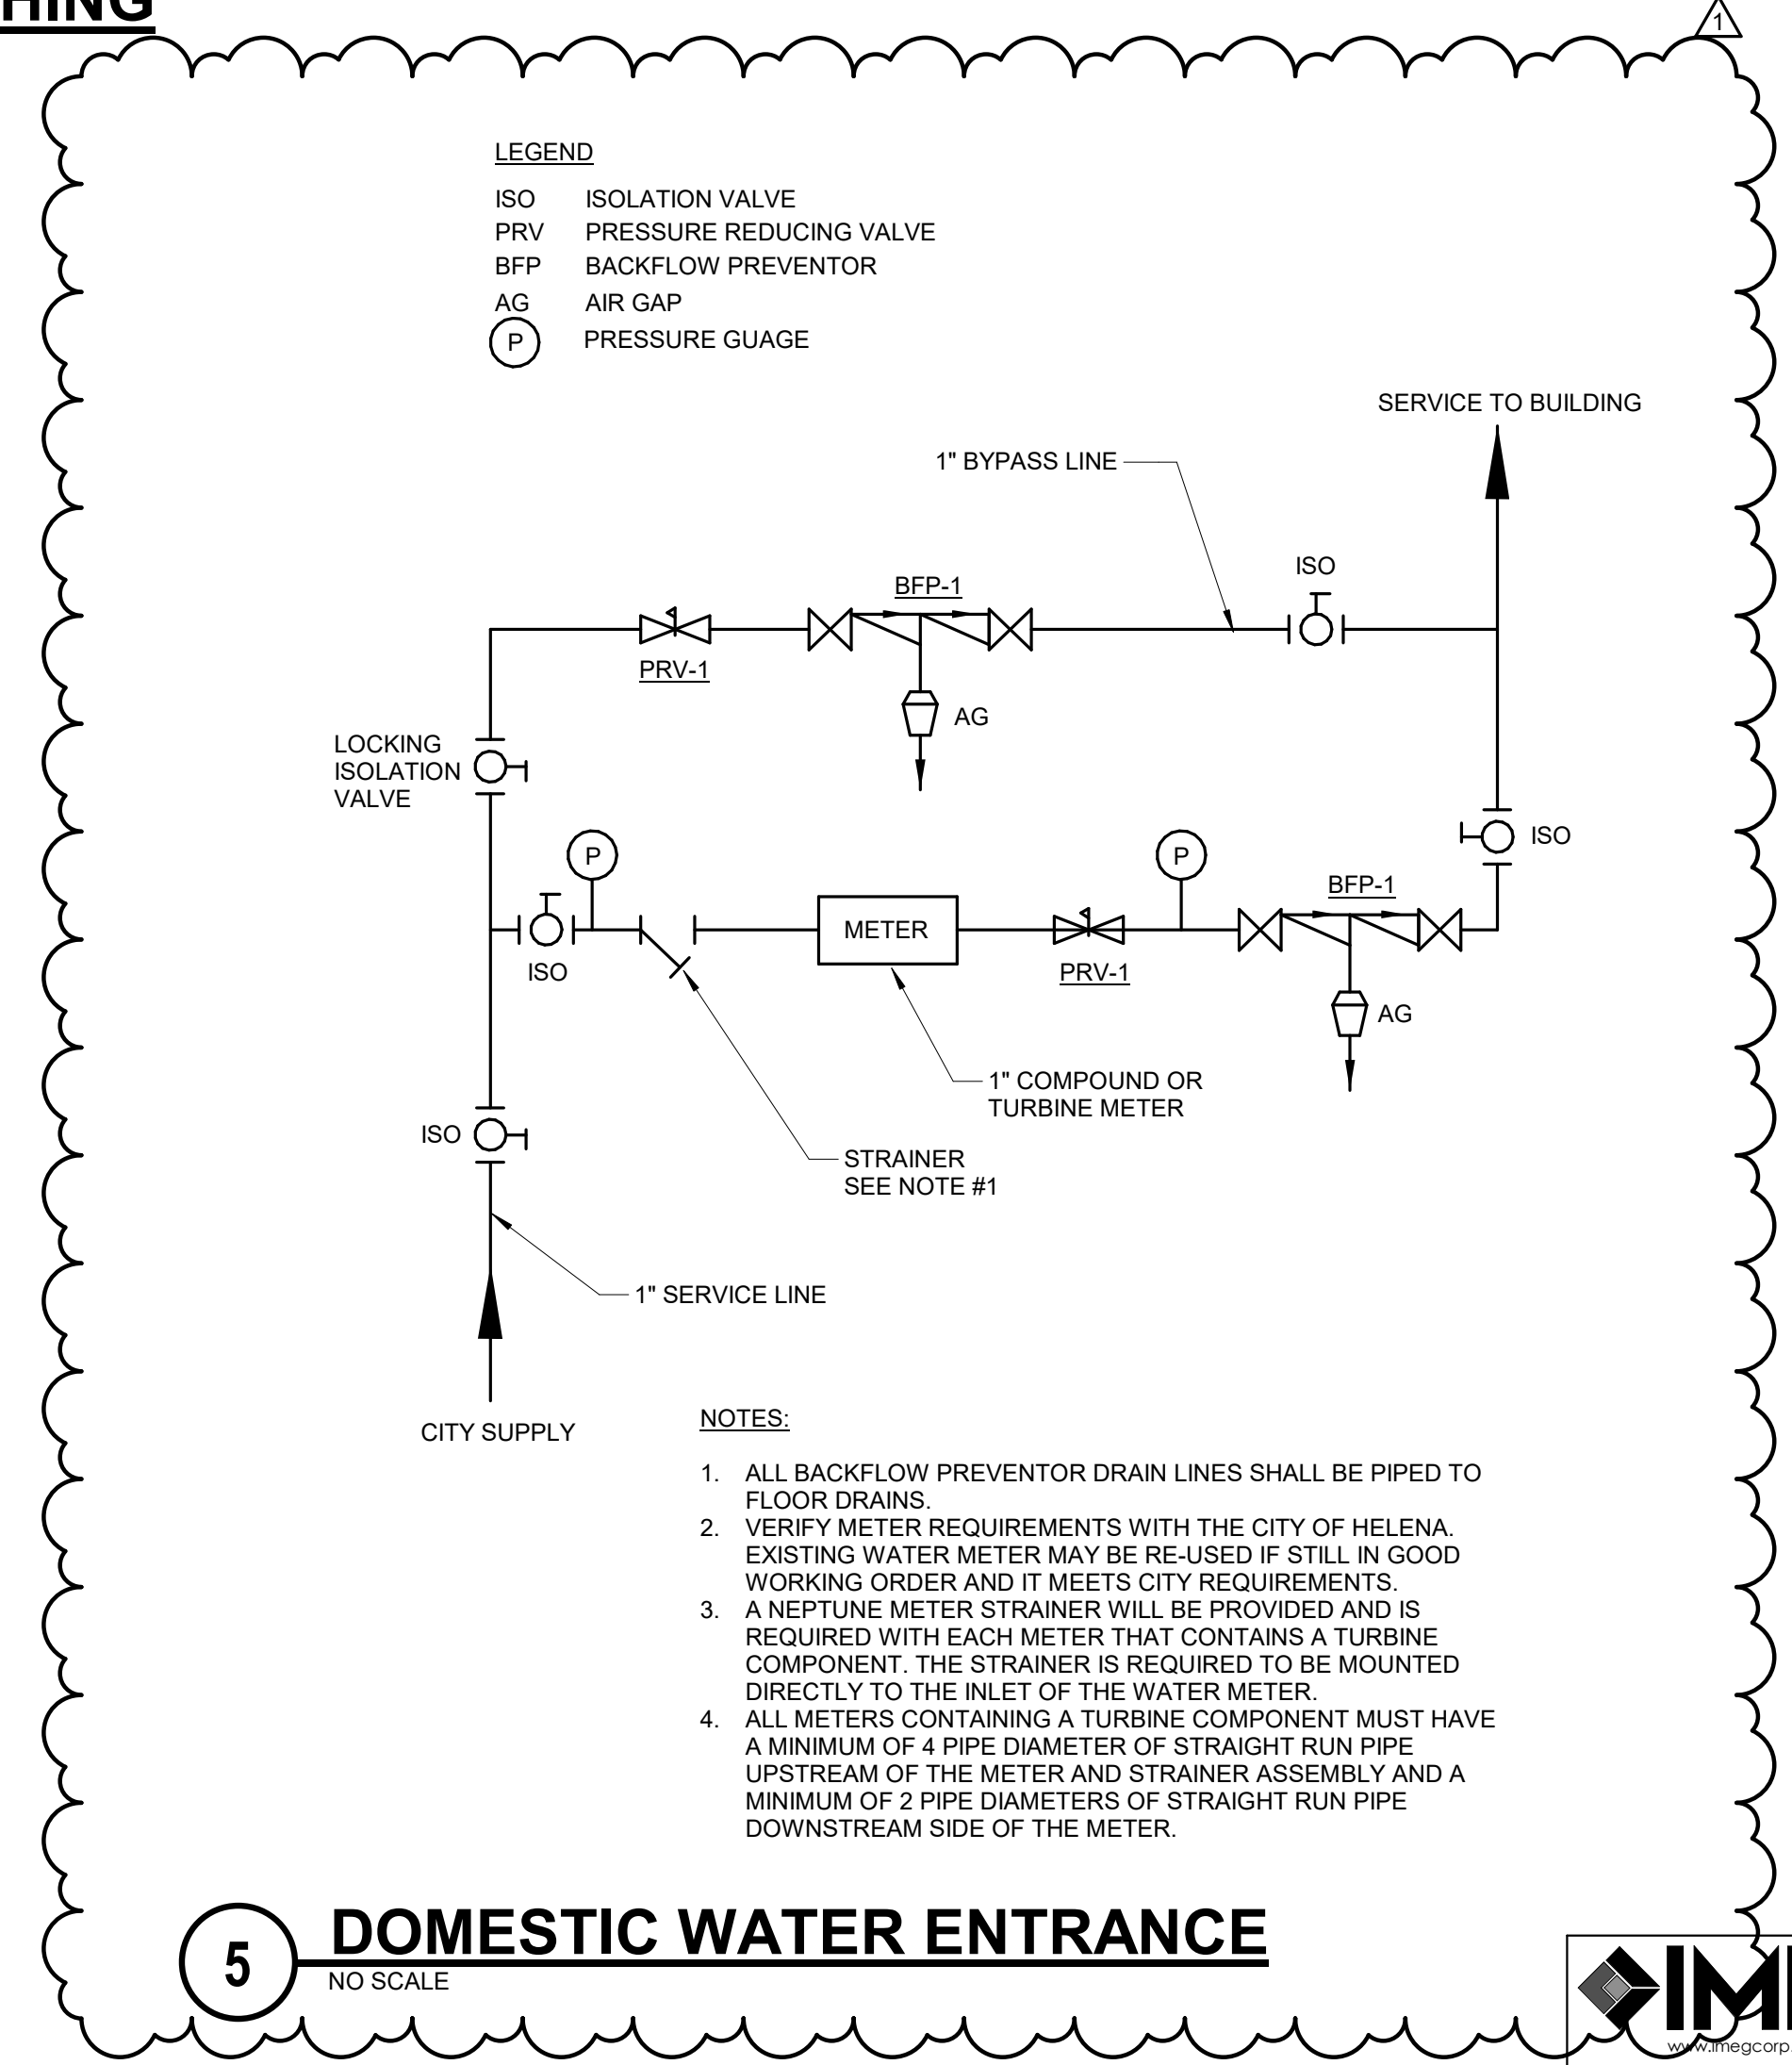 HING
1
LEGEND
ISO ISOLATION VALVE
PRV PRESSURE REDUCING VALVE
BFP BACKFLOW PREVENTOR
AG AIR GAP
P PRESSURE GUAGE
SERVICE TO BUILDING
1" BYPASS LINE
ISO
BFP-1
PRV-1
AG
LOCKING
ISOLATION
VALVE
P
P
ISO
BFP-1
METER
ISO
PRV-1
AG
1" COMPOUND OR
TURBINE METER
ISO
STRAINER
SEE NOTE #1
1" SERVICE LINE
CITY SUPPLY
NOTES:
1. ALL BACKFLOW PREVENTOR DRAIN LINES SHALL BE PIPED TO
FLOOR DRAINS.
2. VERIFY METER REQUIREMENTS WITH THE CITY OF HELENA.
EXISTING WATER METER MAY BE RE-USED IF STILL IN GOOD
WORKING ORDER AND IT MEETS CITY REQUIREMENTS.
3. A NEPTUNE METER STRAINER WILL BE PROVIDED AND IS
REQUIRED WITH EACH METER THAT CONTAINS A TURBINE
COMPONENT. THE STRAINER IS REQUIRED TO BE MOUNTED
DIRECTLY TO THE INLET OF THE WATER METER.
4. ALL METERS CONTAINING A TURBINE COMPONENT MUST HAVE
A MINIMUM OF 4 PIPE DIAMETER OF STRAIGHT RUN PIPE
UPSTREAM OF THE METER AND STRAINER ASSEMBLY AND A
MINIMUM OF 2 PIPE DIAMETERS OF STRAIGHT RUN PIPE
DOWNSTREAM SIDE OF THE METER.
5 DOMESTIC WATER ENTRANCE
NO SCALE
IM
www.imegcorp